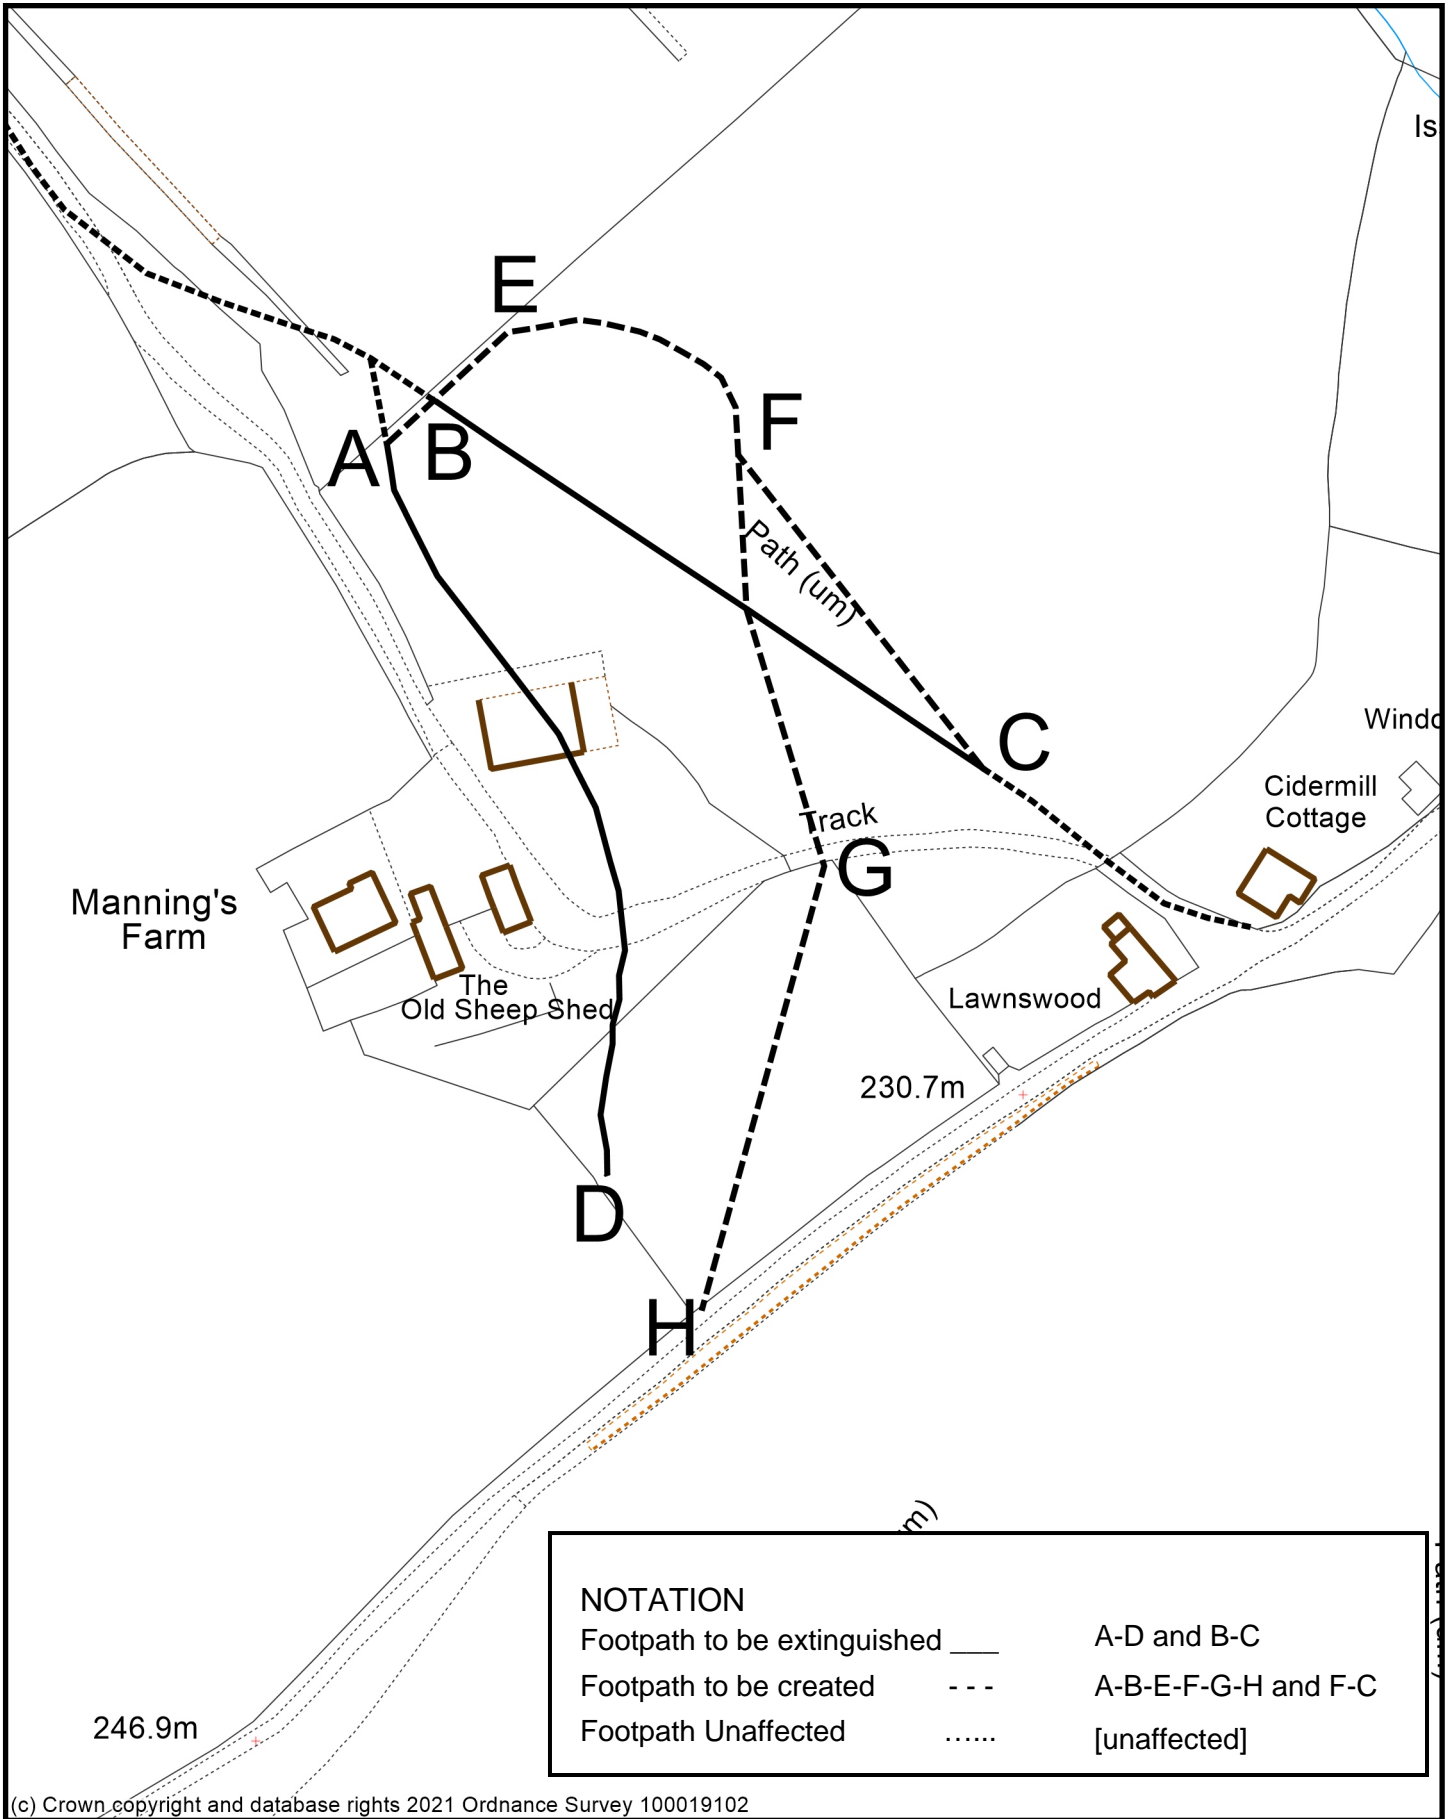 Is
E
F
A
B
Path (um)
C
Windo
Cidermill
Cottage
Track
G
Manning's
Farm
The
Old Sheep Shed
Lawnswood
230.7m
D
H
m)
NOTATION
Footpath to be extinguished ___ A-D and B-C
Footpath to be created - - - A-B-E-F-G-H and F-C
Footpath Unaffected …... [unaffected]
246.9m
(c) Crown copyright and database rights 2021 Ordnance Survey 100019102